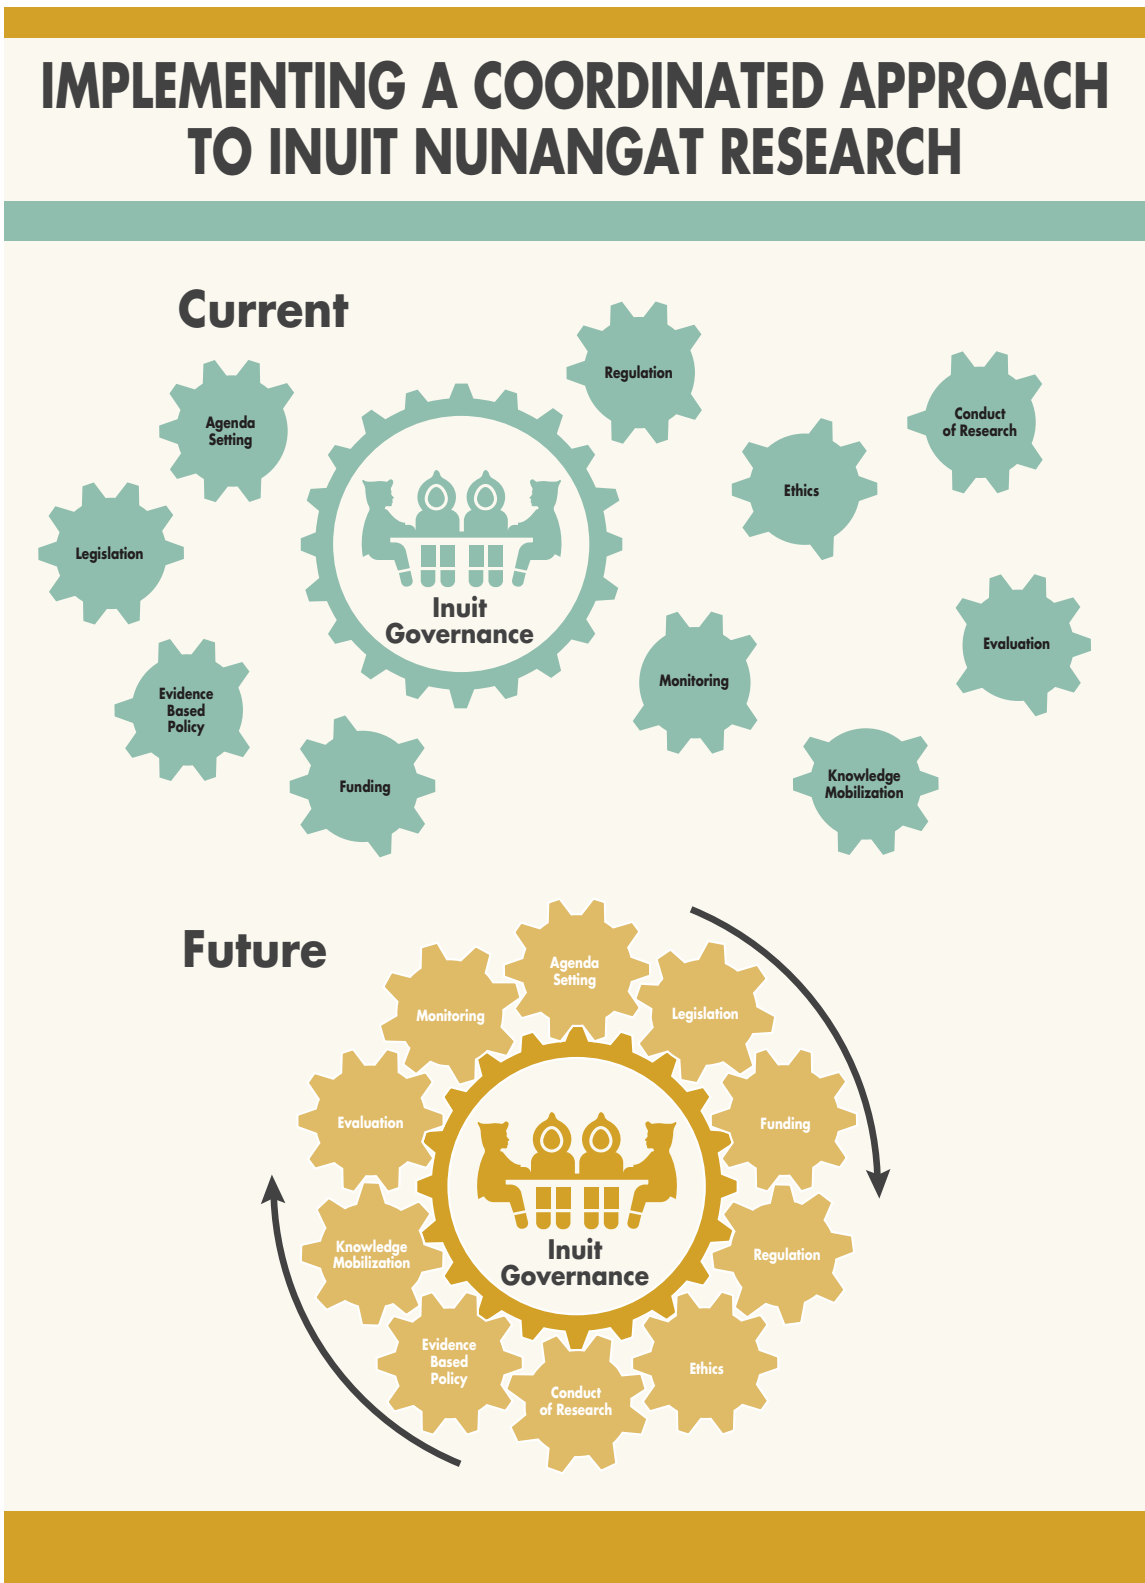 IMPLEMENTING A COORDINATED APPROACH
TO INUIT NUNANGAT RESEARCH
Current
Regulation
Agenda
Setting
Conduct
of Research
Ethics
Legislation
Inuit
Governance
Evaluation
Monitoring
Evidence
Based
Policy
Funding
Knowledge
Mobilization
Future
Agenda
Setting
Monitoring
Legislation
Evaluation
Funding
Knowledge
Mobilization
Inuit
Governance
Regulation
Evidence
Based
Policy
Ethics
Conduct
of Research